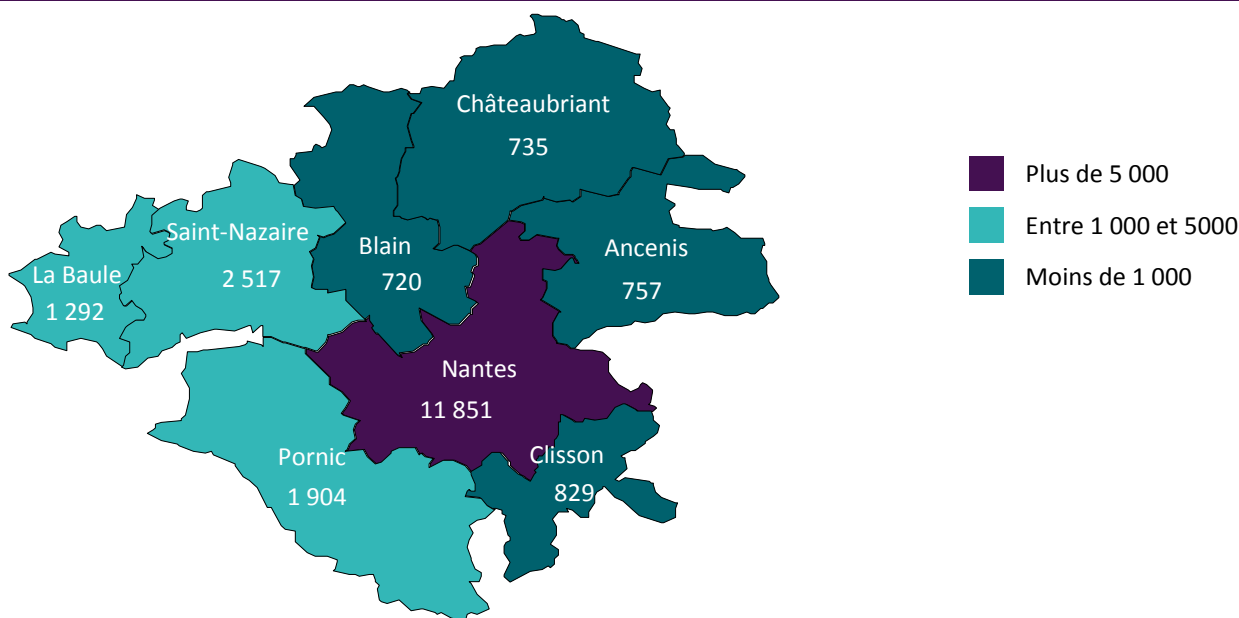 Châteaubriant
735
Plus de 5 000
Entre 1 000 et 5000
Moins de 1 000
Saint-Nazaire
2 517
Blain
720
Ancenis
757
La Baule
1 292
Nantes
11 851
Pornic
1 904
Clisson
829